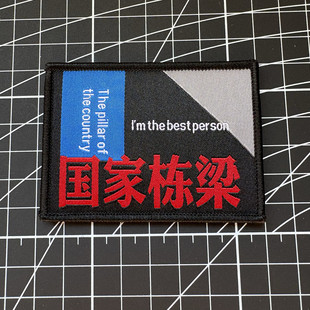 The pillar of
the country
I'm the best person
国家栋梁